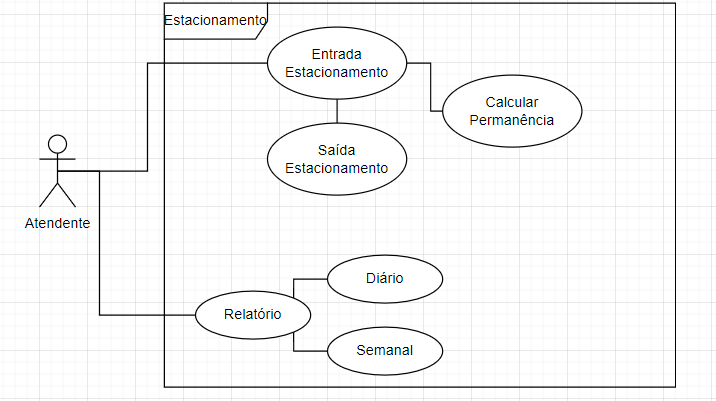 Estacionamento
Entrada
Estacionamento
Calcular
Permanência
Saída
Estacionamento
Atendente
Diário
Relatório
Semanal